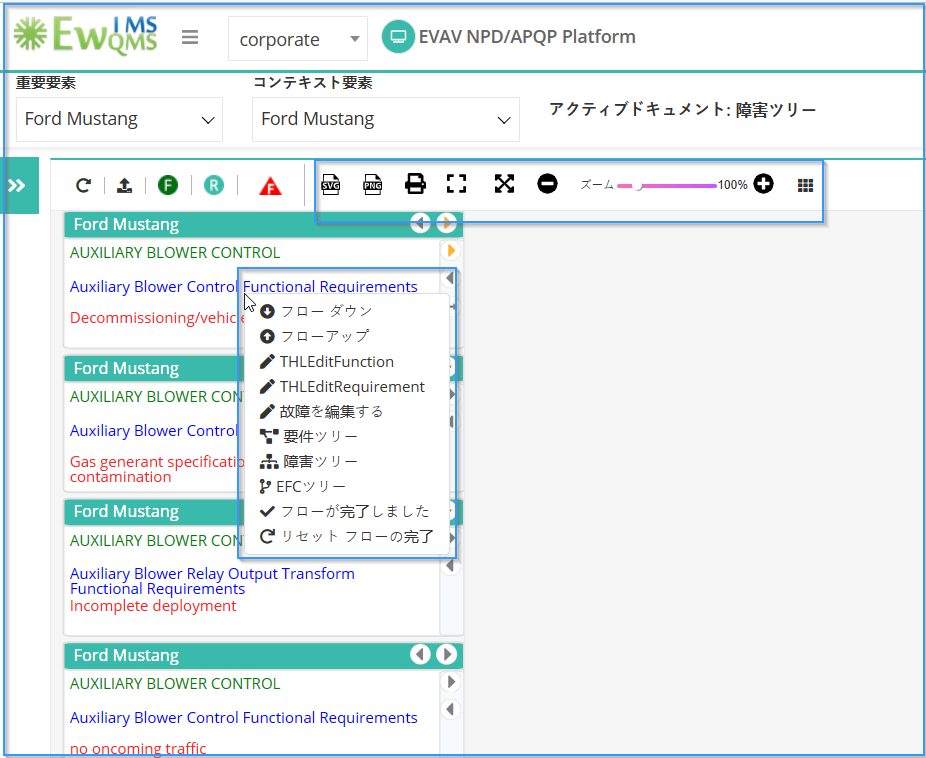 EwQMS IMS
corporate
EVAV NPD/APQP Platform
重要要素
コンテキスト要素
Ford Mustang
Ford Mustang
アクティブドキュメント: 障害ツリー
F
R
F
SVG
PNG
ズーム
100%
Ford Mustang
AUXILIARY BLOWER CONTROL
Auxiliary Blower Control Functional Requirements
Decommissioning/vehicle
フロー ダウン
フローアップ
THLEditFunction
THLEditRequirement
故障を編集する
要件ツリー
障害ツリー
EFCツリー
フローが完了しました
リセット フローの完了
Ford Mustang
AUXILIARY BLOWER CON
Auxiliary Blower Control
Gas generant specificatio
contamination
Ford Mustang
AUXILIARY BLOWER CON
Auxiliary Blower Relay Output Transform
Functional Requirements
Incomplete deployment
Ford Mustang
AUXILIARY BLOWER CONTROL
Auxiliary Blower Control Functional Requirements
no oncoming traffic